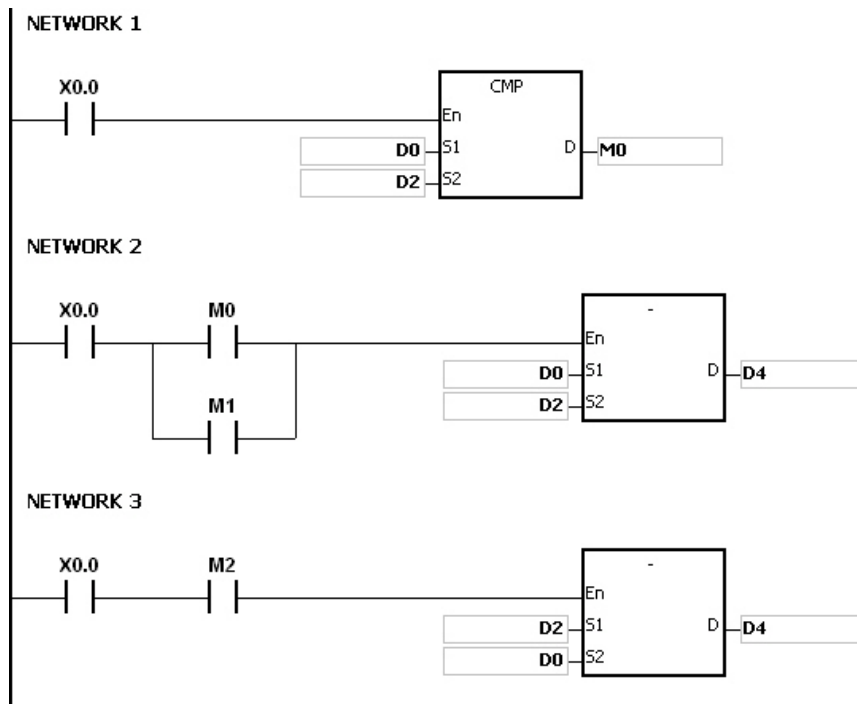 NETWORK 1
X0.0
CMP
En
D0 S1 D M0
D2 S2
NETWORK 2
X0.0 M0
-
En
D0 S1 D D4
M1
D2 S2
NETWORK 3
X0.0 M2
-
En
D2 S1 D D4
D0 S2